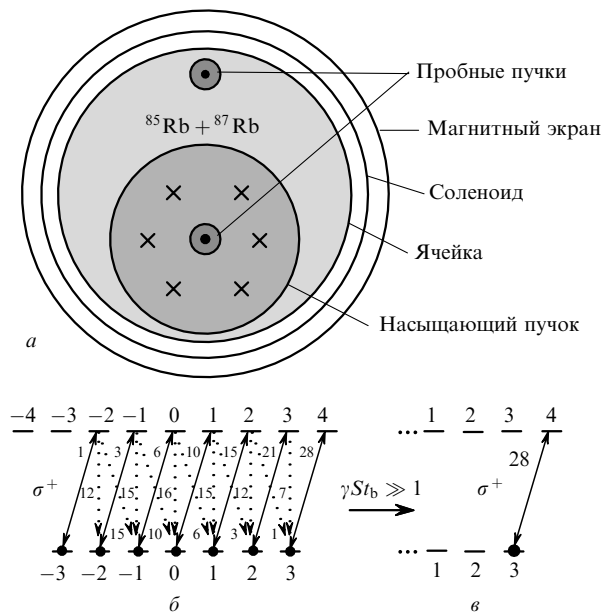 Пробные пучки
⁸⁵Rb + ⁸⁷Rb
Магнитный экран
Соленоид
Ячейка
Насыщающий пучок
а
−4 −3 −2 −1 0 1 2 3 4
1 3 6 10 15 21 28
σ⁺
12 15 16 15 12 7
15 10 6 3 1
−3 −2 −1 0 1 2 3
б
γSt_b ≫ 1
... 1 2 3 4
28
σ⁺
... 1 2 3
в